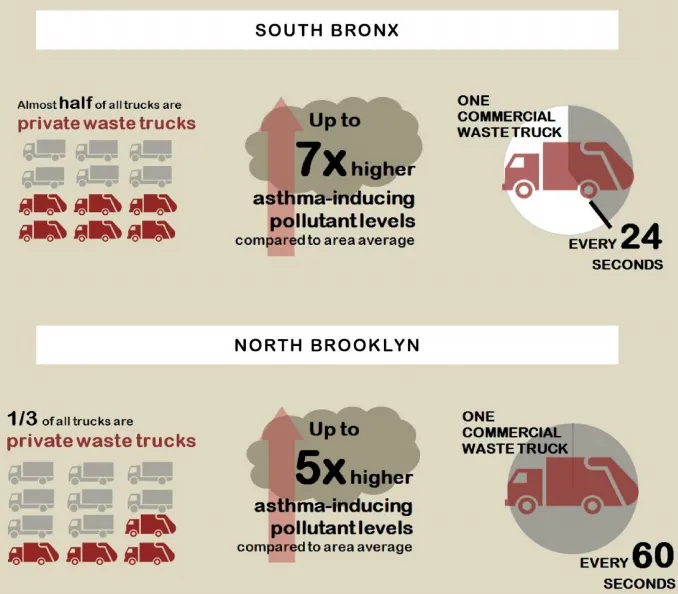 SOUTH BRONX
Almost half of all trucks are
private waste trucks
Up to
7x higher
asthma-inducing
pollutant levels
compared to area average
ONE
COMMERCIAL
WASTE TRUCK
EVERY 24
SECONDS
NORTH BROOKLYN
1/3 of all trucks are
private waste trucks
Up to
5x higher
asthma-inducing
pollutant levels
compared to area average
ONE
COMMERCIAL
WASTE TRUCK
EVERY 60
SECONDS